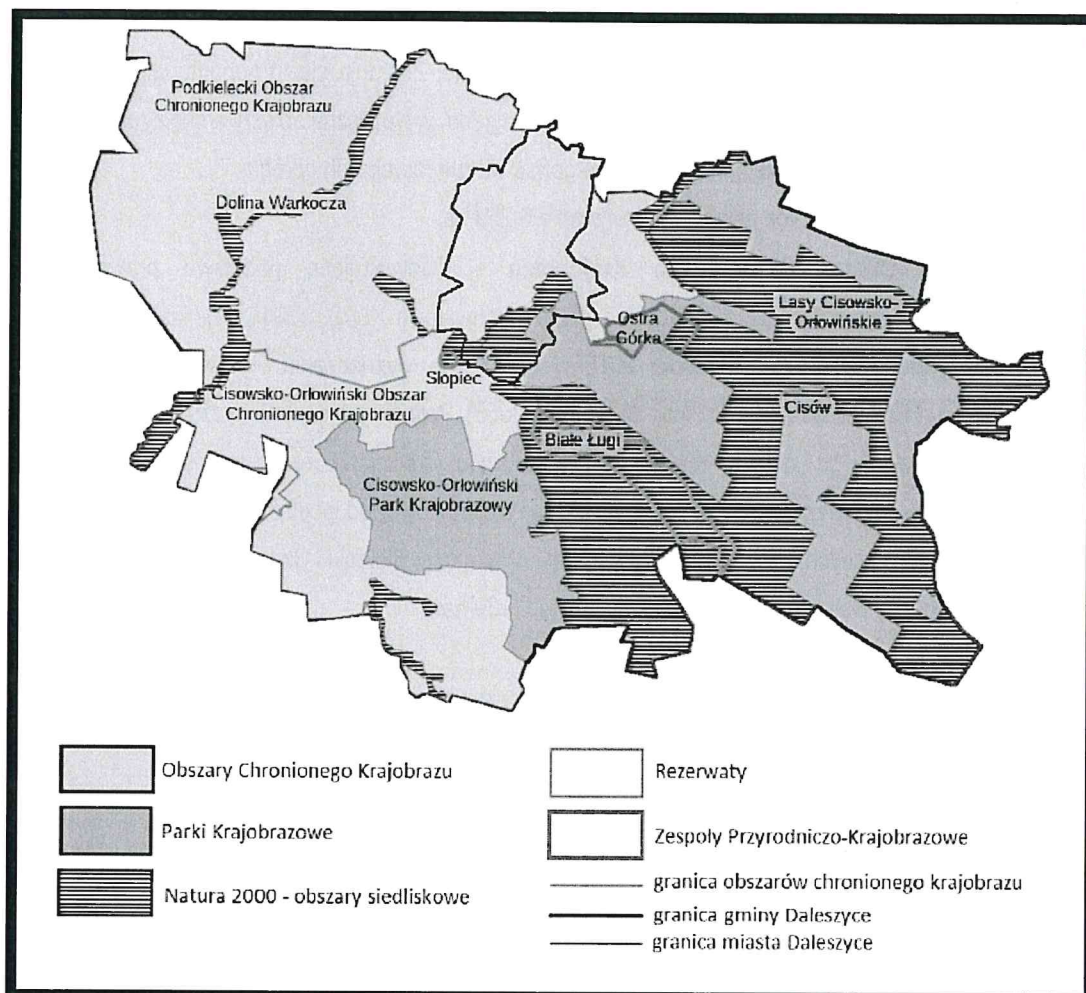 Podkielecki Obszar
Chronionego Krajobrazu
Dolina Warkocza
Lasy Cisowsko-
Orłowińskie
Ostra
Górka
Słopiec
Cisowsko-Orłowiński Obszar
Chronionego Krajobrazu
Cisów
Białe Ługi
Cisowsko-Orłowiński
Park Krajobrazowy
Obszary Chronionego Krajobrazu
Parki Krajobrazowe
Natura 2000 - obszary siedliskowe
Rezerwaty
Zespoły Przyrodniczo-Krajobrazowe
granica obszarów chronionego krajobrazu
granica gminy Daleszyce
granica miasta Daleszyce